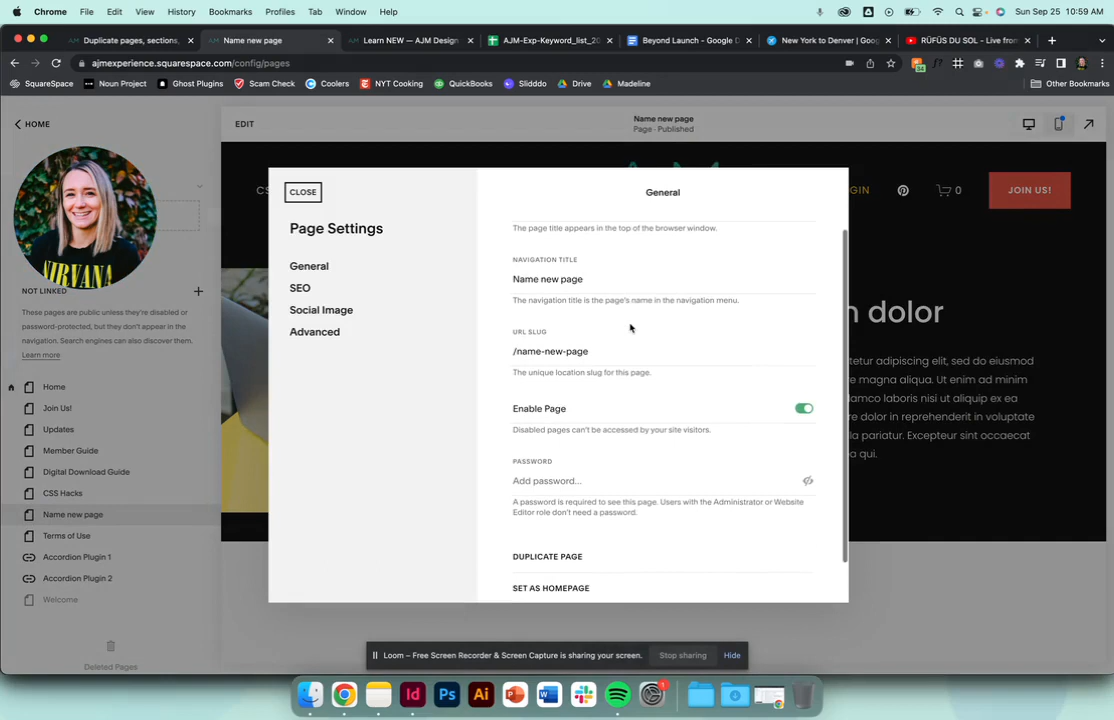 Chrome File Edit View History Bookmarks Profiles Tab Window Help Sun Sep 25 10:59 AM
Duplicate pages, sections, Name new page Learn NEW — AJM Design AJM-Exp-Keyword_list_20 Beyond Launch - Google D New York to Denver | Goog RÜFÜS DU SOL - Live from
ajmexperience.squarespace.com/config/pages
SquareSpace Noun Project Ghost Plugins Scam Check Coolers NYT Cooking QuickBooks Slidddo Drive Madeline Other Bookmarks
HOME
EDIT
Name new page
Page · Published
CS
GIN
0
JOIN US!
NIRVANA
NOT LINKED
These pages are public unless they're disabled or
password-protected, but they don't appear in the
navigation. Search engines can also discover them.
Learn more
Home
Join Us!
Updates
Member Guide
Digital Download Guide
CSS Hacks
Name new page
Terms of Use
Accordion Plugin 1
Accordion Plugin 2
Welcome
Deleted Pages
CLOSE
Page Settings
General
SEO
Social Image
Advanced
General
The page title appears in the top of the browser window.
NAVIGATION TITLE
Name new page
The navigation title is the page's name in the navigation menu.
URL SLUG
/name-new-page
The unique location slug for this page.
Enable Page
Disabled pages can't be accessed by your site visitors.
PASSWORD
Add password...
A password is required to see this page. Users with the Administrator or Website
Editor role don't need a password.
DUPLICATE PAGE
SET AS HOMEPAGE
dolor
tetur adipiscing elit, sed do eiusmod
e magna aliqua. Ut enim ad minim
laboris nisi ut aliquip ex ea
re dolor in reprehenderit in voluptate
la pariatur. Excepteur sint occaecat
pa qui.
Loom – Free Screen Recorder & Screen Capture is sharing your screen. Stop sharing Hide